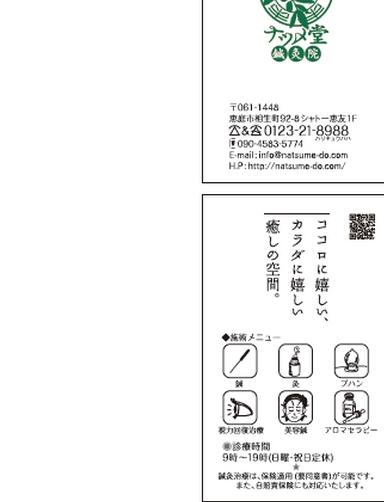 ナツメ堂
鍼灸院
〒061-1448
恵庭市相生町92-8 シャトー恵友1F
☎&☎0123-21-8988
ハリキュウハハ
090-4583-5774
E-mail:info@natsume-do.com
H.P:http://natsume-do.com/
ココロに嬉しい、
カラダに嬉しい
癒しの空間。
◆施術メニュー
鍼 灸 プハン
視力回復治療 美容鍼 アロマセラピー
◉診療時間
9時〜19時(日曜・祝日定休)
★
鍼灸治療は、保険適用(要同意書)が可能です。
また、自賠責保険にも対応いたします。